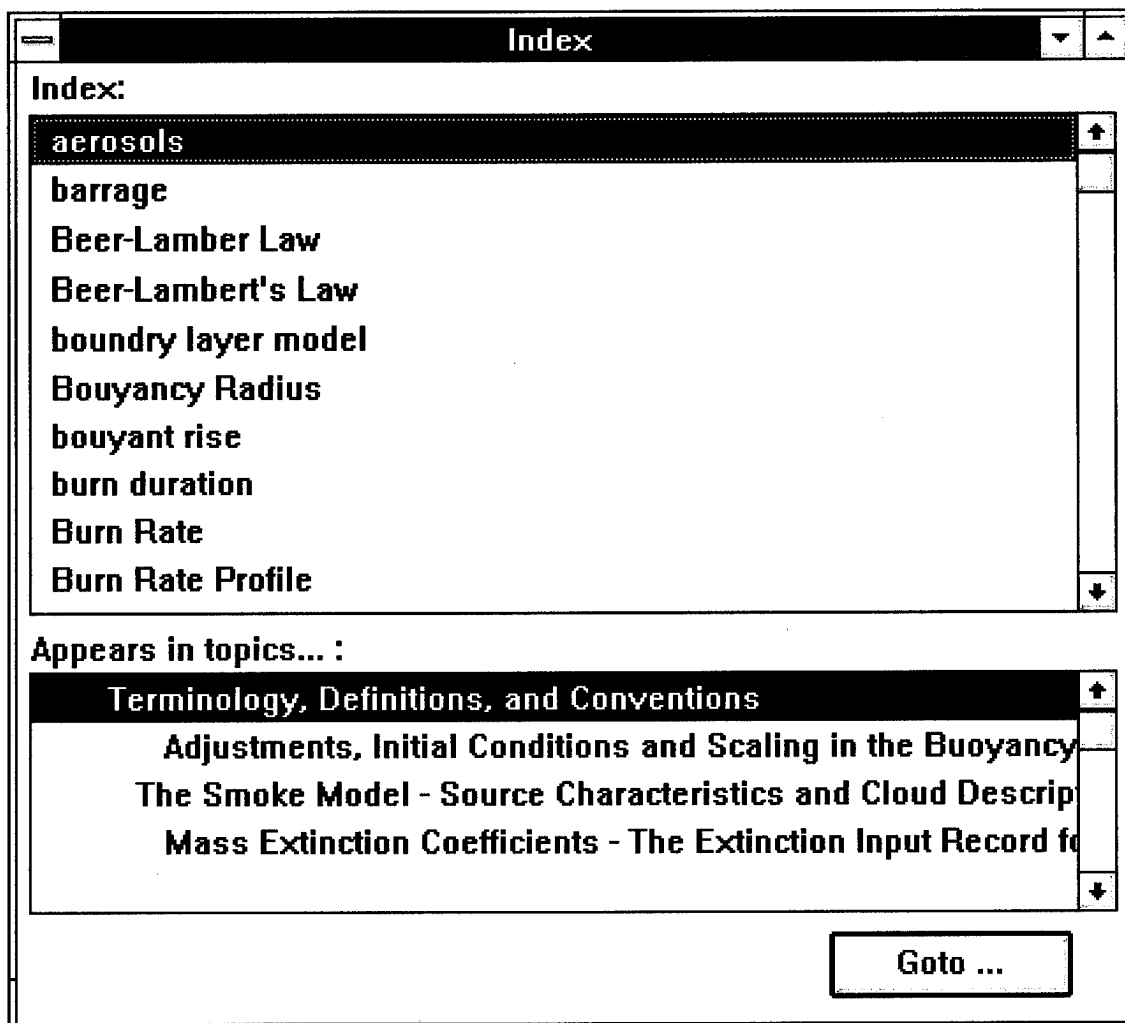 Index
Index:
aerosols
barrage
Beer-Lamber Law
Beer-Lambert's Law
boundry layer model
Bouyancy Radius
bouyant rise
burn duration
Burn Rate
Burn Rate Profile
Appears in topics... :
Terminology, Definitions, and Conventions
Adjustments, Initial Conditions and Scaling in the Buoyancy
The Smoke Model - Source Characteristics and Cloud Descrip
Mass Extinction Coefficients - The Extinction Input Record fo
Goto ...